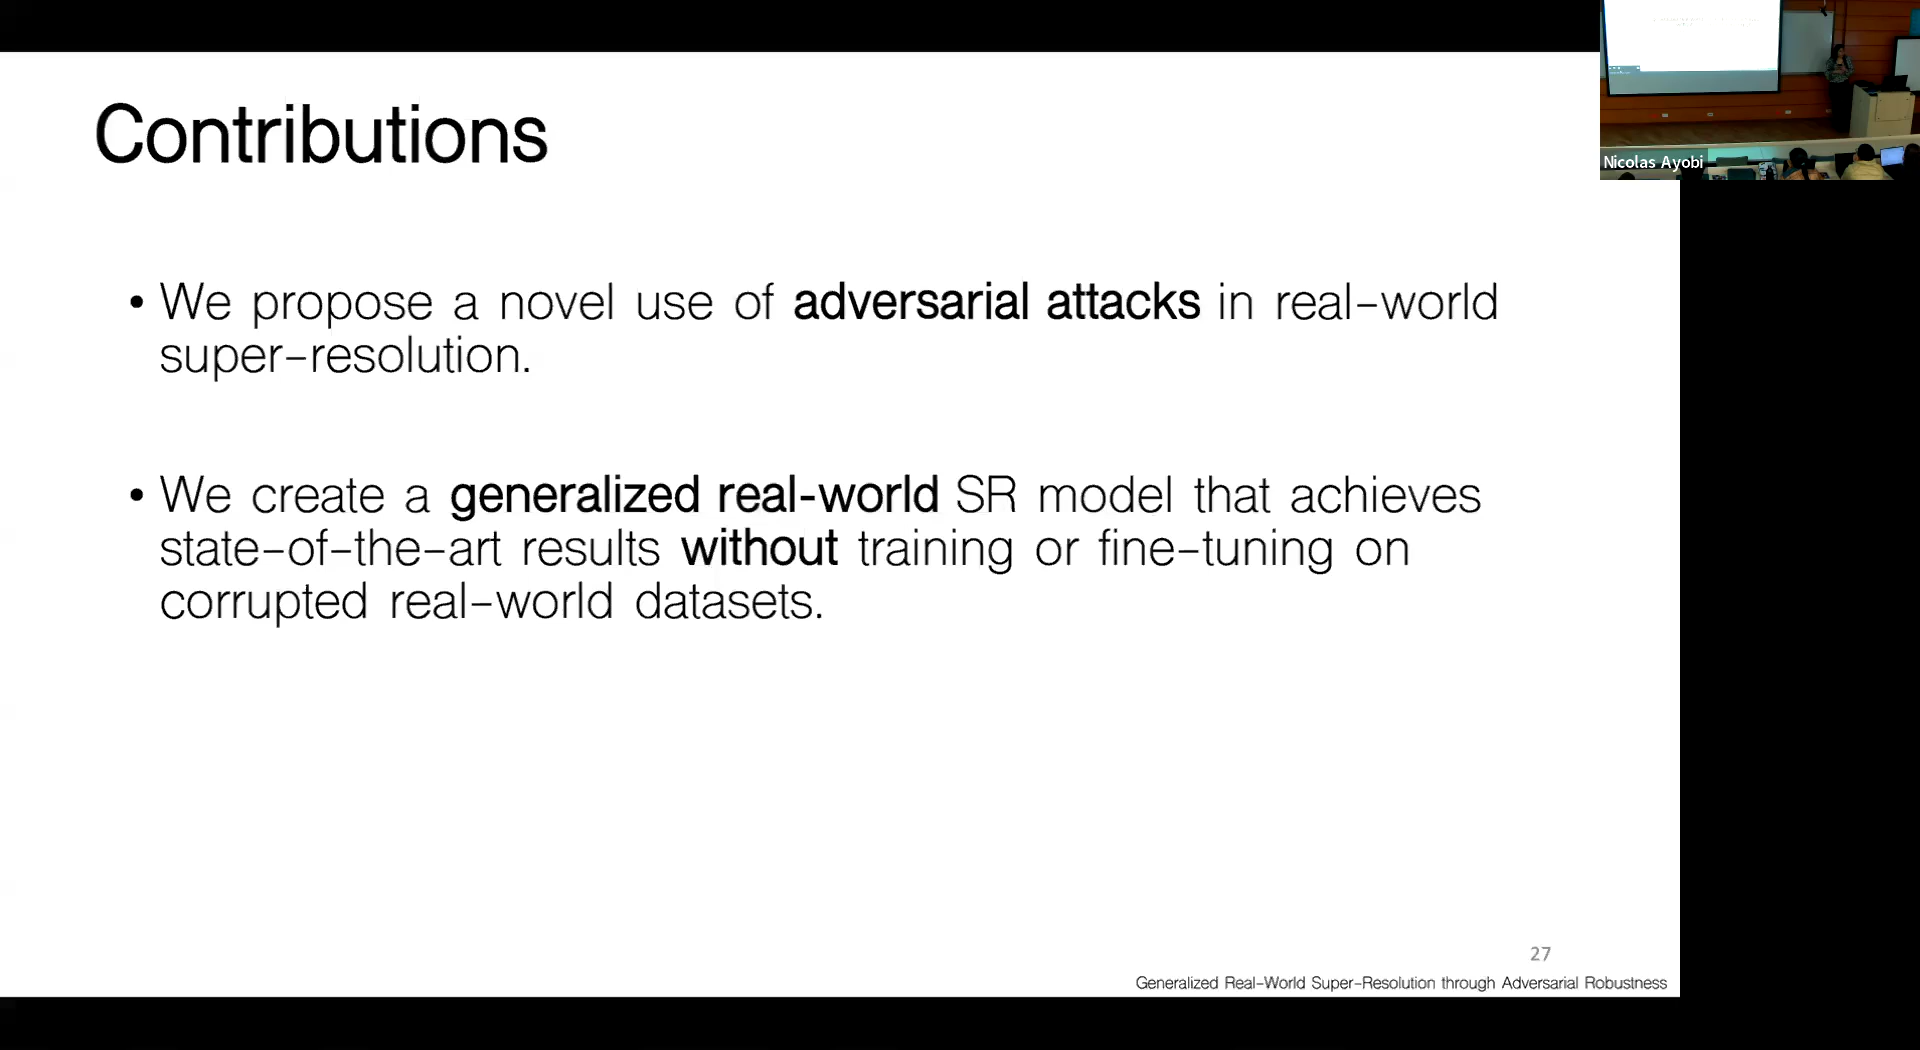 Contributions
• We propose a novel use of adversarial attacks in real-world
super-resolution.
• We create a generalized real-world SR model that achieves
state-of-the-art results without training or fine-tuning on
corrupted real-world datasets.
27
Generalized Real-World Super-Resolution through Adversarial Robustness
Nicolas Ayobi